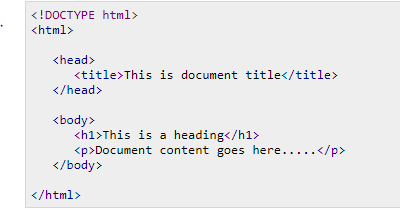 <!DOCTYPE html>
<html>
<head>
<title>This is document title</title>
</head>
<body>
<h1>This is a heading</h1>
<p>Document content goes here.....</p>
</body>
</html>